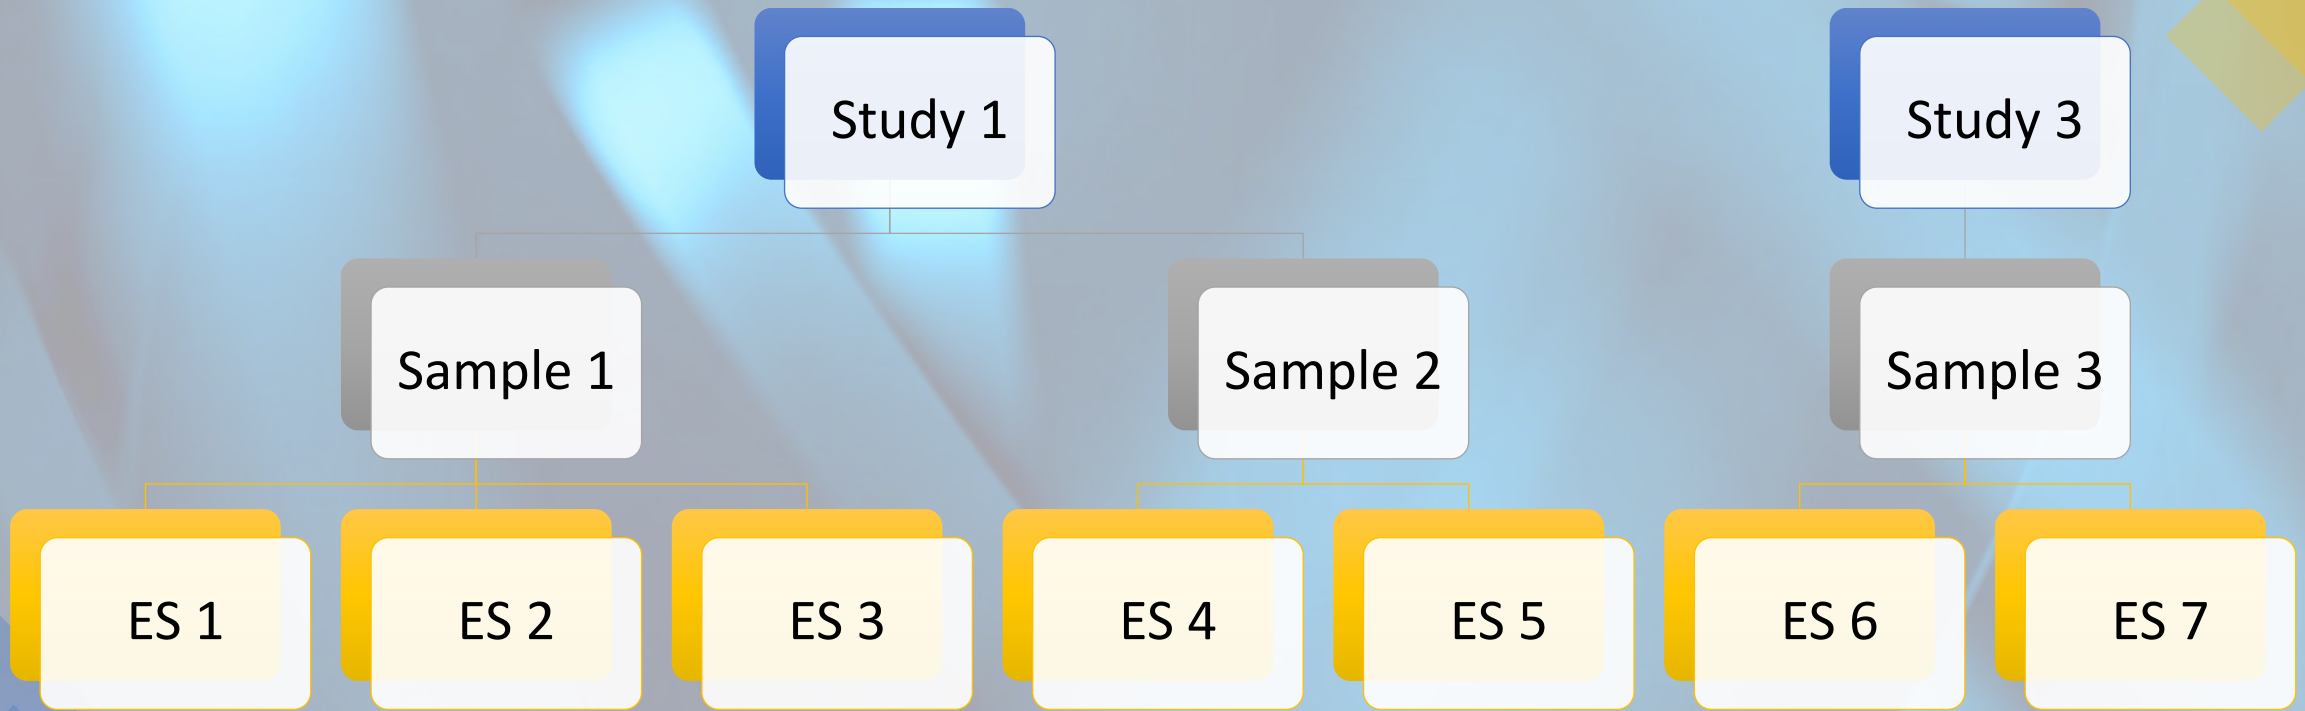 Study 1
Study 3
Sample 1
Sample 2
Sample 3
ES 1
ES 2
ES 3
ES 4
ES 5
ES 6
ES 7